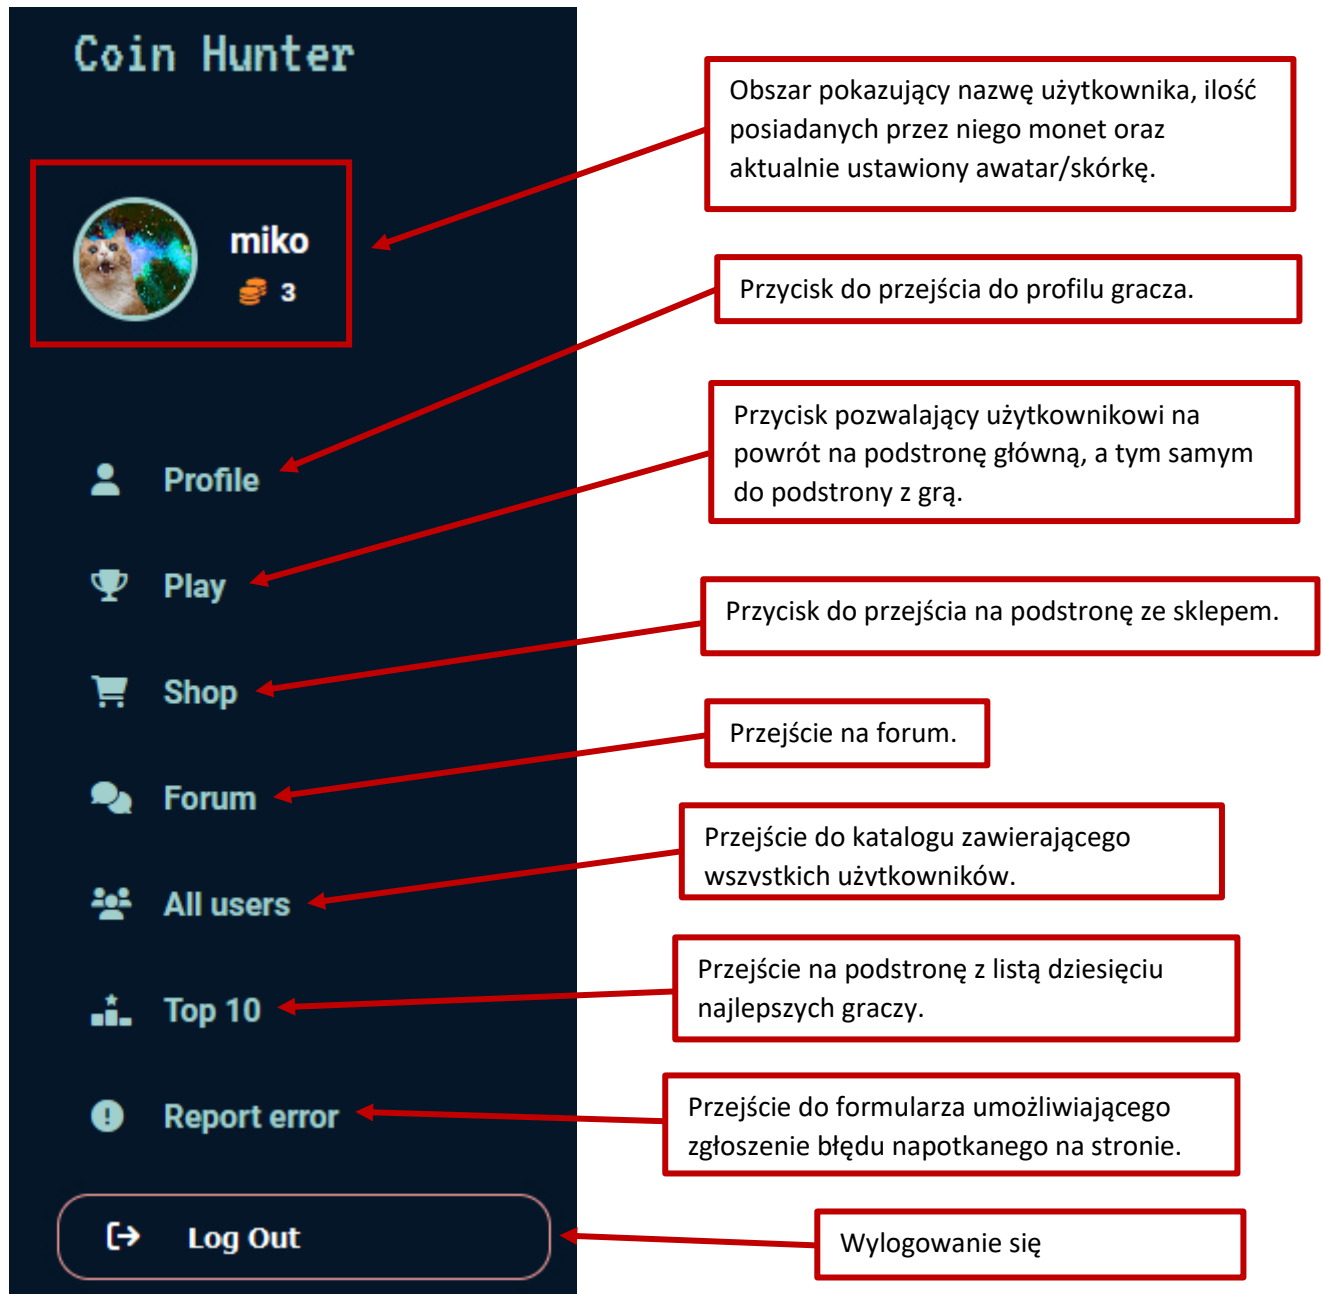 Coin Hunter
miko
3
Profile
Play
Shop
Forum
All users
Top 10
Report error
Log Out
Obszar pokazujący nazwę użytkownika, ilość
posiadanych przez niego monet oraz
aktualnie ustawiony awatar/skórkę.
Przycisk do przejścia do profilu gracza.
Przycisk pozwalający użytkownikowi na
powrót na podstronę główną, a tym samym
do podstrony z grą.
Przycisk do przejścia na podstronę ze sklepem.
Przejście na forum.
Przejście do katalogu zawierającego
wszystkich użytkowników.
Przejście na podstronę z listą dziesięciu
najlepszych graczy.
Przejście do formularza umożliwiającego
zgłoszenie błędu napotkanego na stronie.
Wylogowanie się